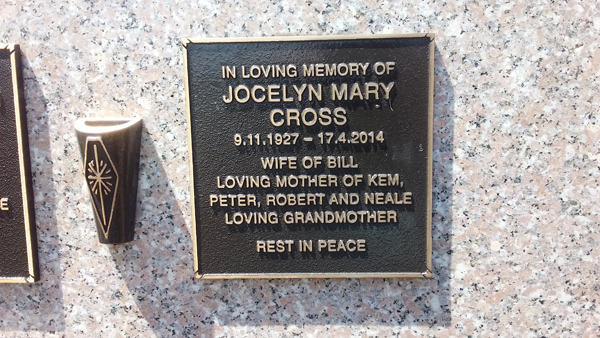 IN LOVING MEMORY OF
JOCELYN MARY
CROSS
9.11.1927 – 17.4.2014
WIFE OF BILL
LOVING MOTHER OF KEM,
PETER, ROBERT AND NEALE
LOVING GRANDMOTHER
REST IN PEACE